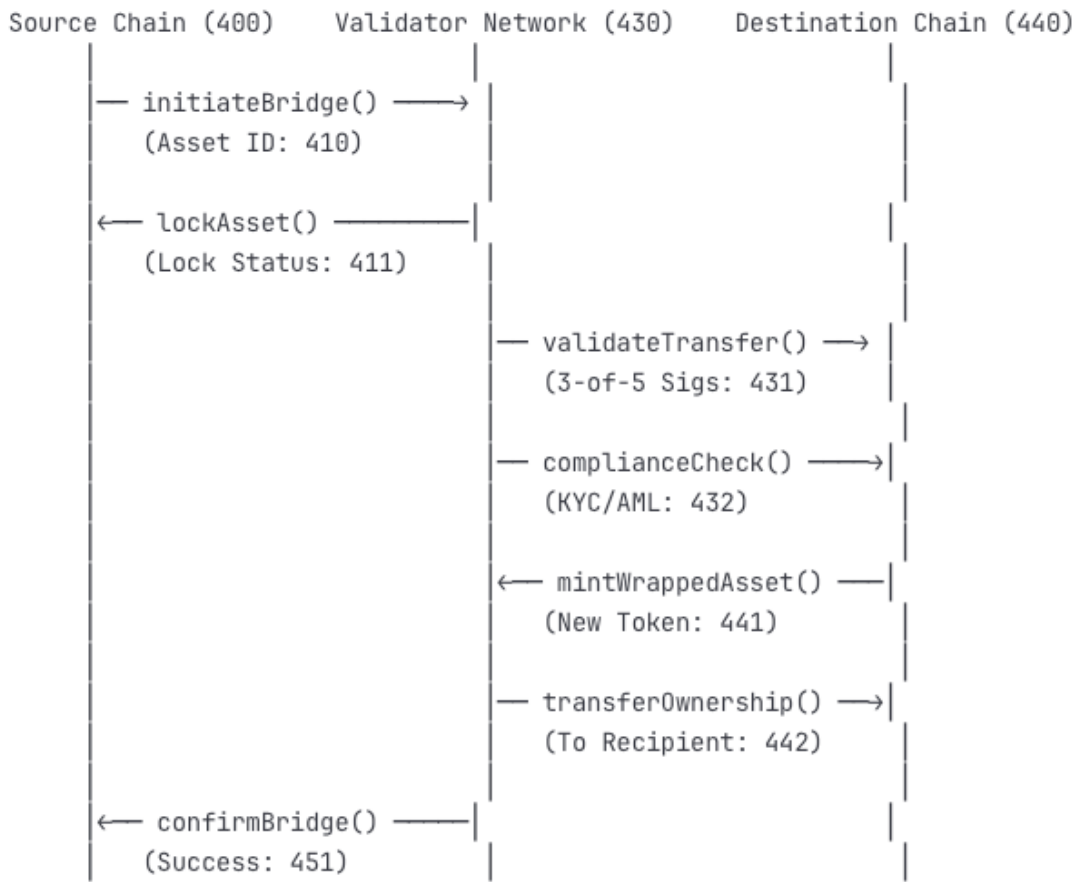 Source Chain (400)    Validator Network (430)    Destination Chain (440)
initiateBridge()
(Asset ID: 410)
lockAsset()
(Lock Status: 411)
validateTransfer()
(3-of-5 Sigs: 431)
complianceCheck()
(KYC/AML: 432)
mintWrappedAsset()
(New Token: 441)
transferOwnership()
(To Recipient: 442)
confirmBridge()
(Success: 451)